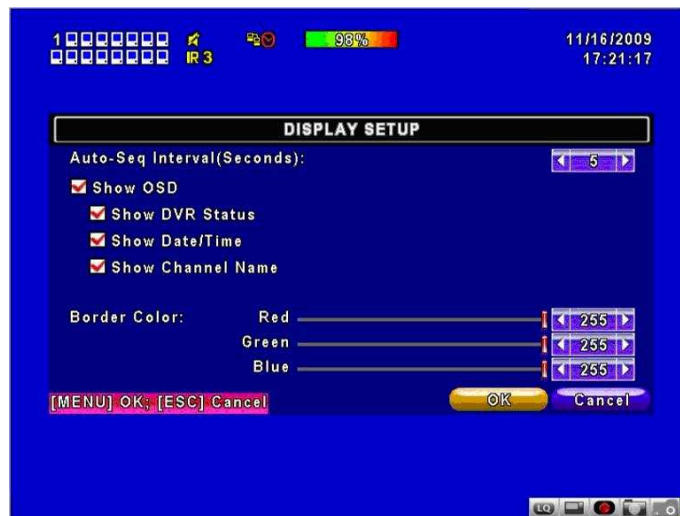 1 98% 11/16/2009
IR 3 17:21:17
DISPLAY SETUP
Auto-Seq Interval(Seconds): 5
Show OSD
Show DVR Status
Show Date/Time
Show Channel Name
Border Color: Red 255
Green 255
Blue 255
[MENU] OK; [ESC] Cancel OK Cancel
LQ